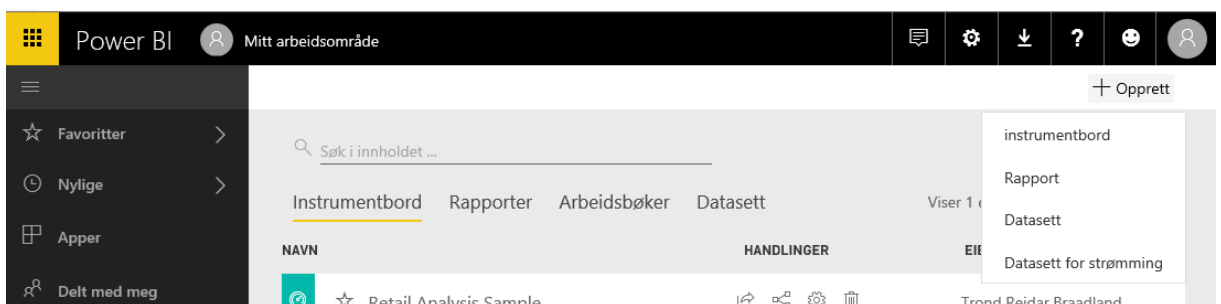 Power BI Mitt arbeidsområde ?
+ Opprett
Favoritter
Nylige
Apper
Delt med meg
Søk i innholdet ...
Instrumentbord Rapporter Arbeidsbøker Datasett Viser 1
NAVN HANDLINGER
Retail Analysis Sample Trond Reidar Braadland
instrumentbord
Rapport
Datasett
Datasett for strømming